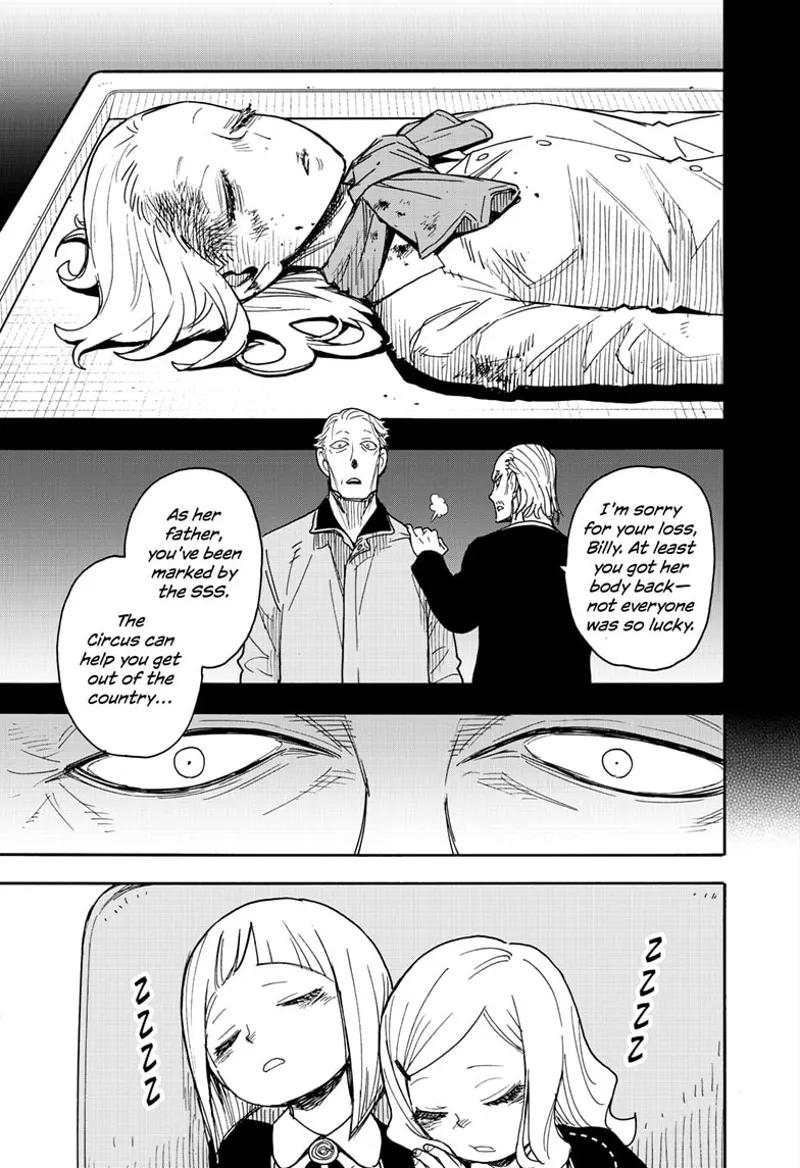 I'm sorry
for your loss,
Billy. At least
you got her
body back—
not everyone
was so lucky.
As her
father,
you've been
marked by
the SSS.
The
Circus can
help you get
out of the
country...
ZZZZ
ZZZZ